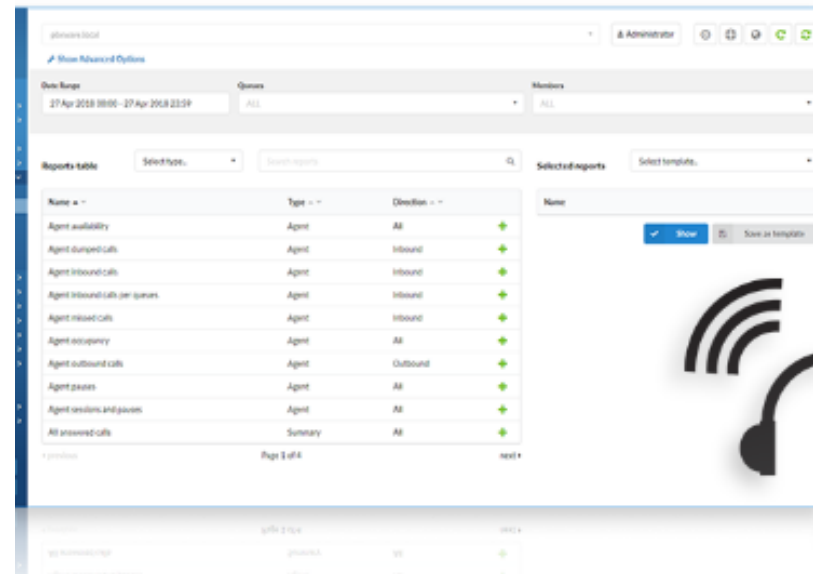 pbxware.local Administrator
Show Advanced Options
Date Range Queues Members
27 Apr 2018 00:00 - 27 Apr 2018 23:59 ALL ALL
Reports table Select type.. Search reports Selected reports Select template..
Name Type Direction Name
Agent availability Agent All
Show Save as template
Agent dumped calls Agent Inbound
Agent inbound calls Agent Inbound
Agent inbound calls per queues Agent Inbound
Agent missed calls Agent Inbound
Agent occupancy Agent All
Agent outbound calls Agent Outbound
Agent pauses Agent All
Agent sessions and pauses Agent All
All answered calls Summary All
previous Page 1 of 4 next